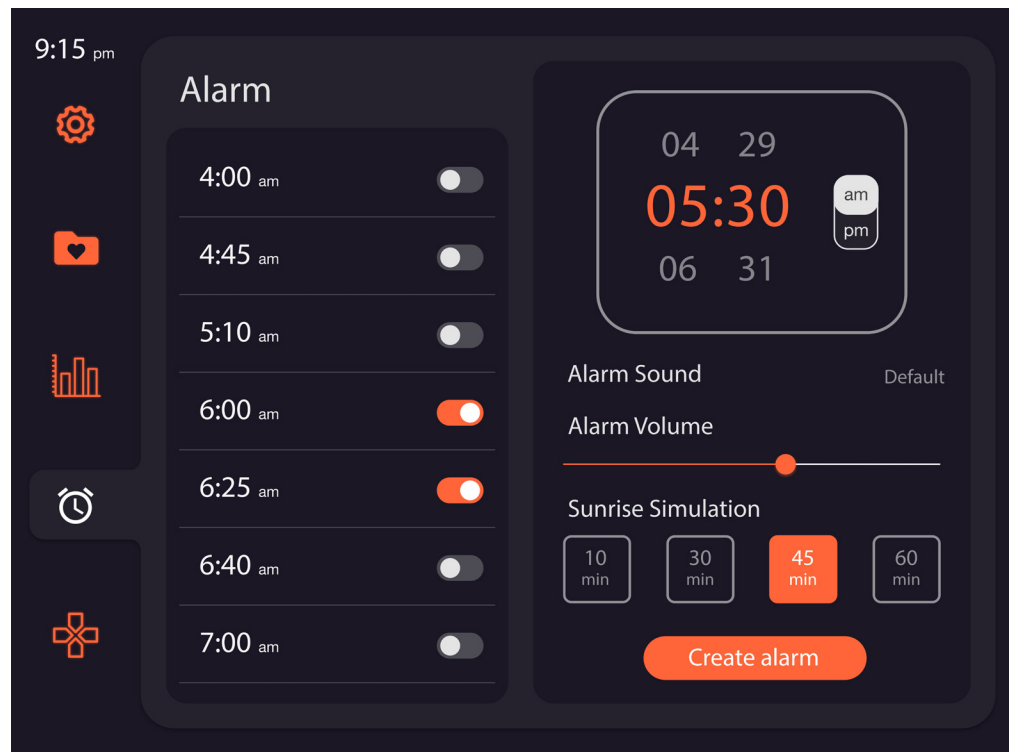 9:15 pm
Alarm
4:00 am
4:45 am
5:10 am
6:00 am
6:25 am
6:40 am
7:00 am
04 29
05:30
06 31
am
pm
Alarm Sound Default
Alarm Volume
Sunrise Simulation
10 min
30 min
45 min
60 min
Create alarm